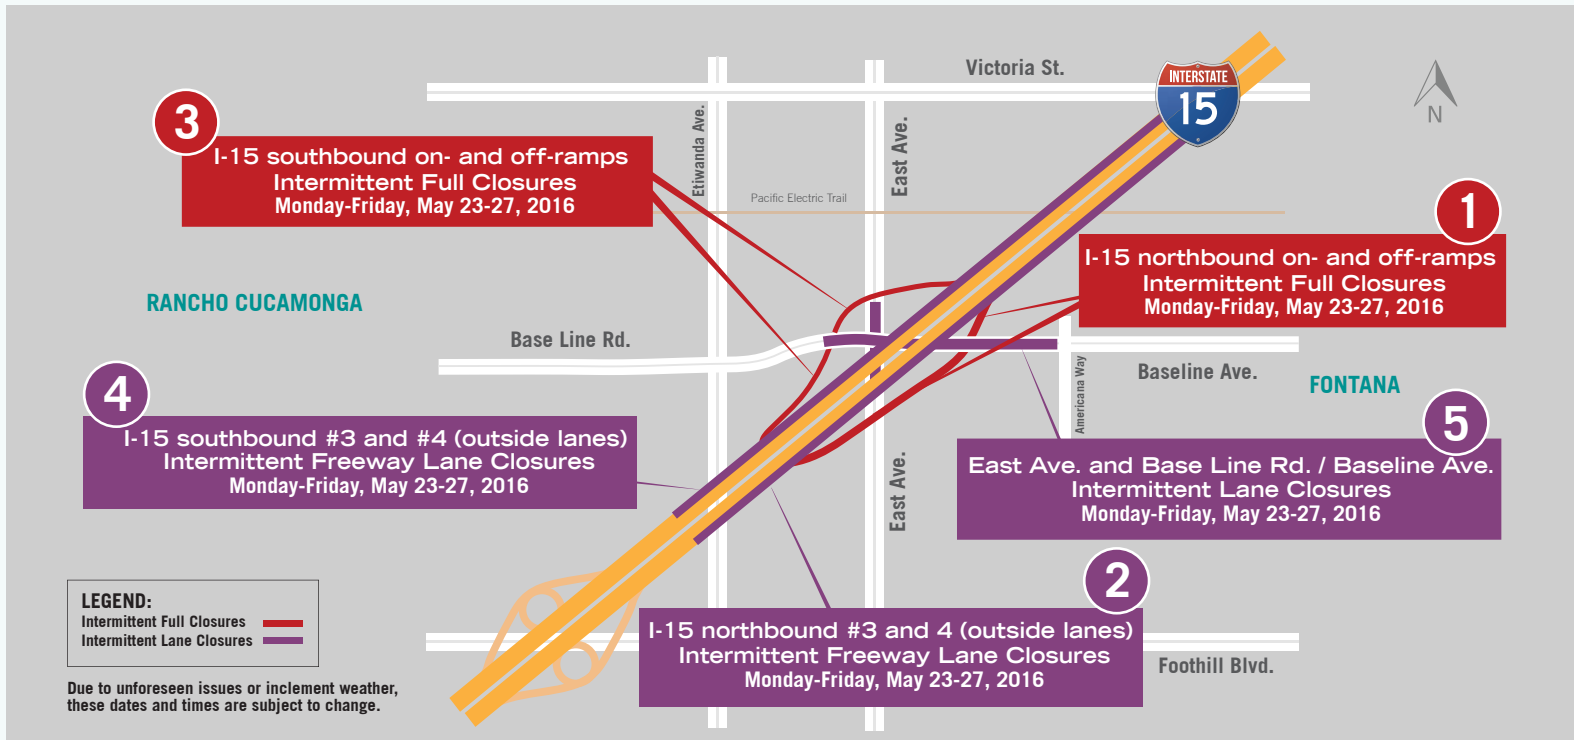 Victoria St.
INTERSTATE
15
N
3
I-15 southbound on- and off-ramps
Intermittent Full Closures
Monday-Friday, May 23-27, 2016
Etiwanda Ave.
East Ave.
Pacific Electric Trail
1
I-15 northbound on- and off-ramps
Intermittent Full Closures
Monday-Friday, May 23-27, 2016
RANCHO CUCAMONGA
Base Line Rd.
Americana Way
Baseline Ave.
FONTANA
4
I-15 southbound #3 and #4 (outside lanes)
Intermittent Freeway Lane Closures
Monday-Friday, May 23-27, 2016
5
East Ave. and Base Line Rd. / Baseline Ave.
Intermittent Lane Closures
Monday-Friday, May 23-27, 2016
East Ave.
2
I-15 northbound #3 and 4 (outside lanes)
Intermittent Freeway Lane Closures
Monday-Friday, May 23-27, 2016
Foothill Blvd.
LEGEND:
Intermittent Full Closures
Intermittent Lane Closures
Due to unforeseen issues or inclement weather,
these dates and times are subject to change.